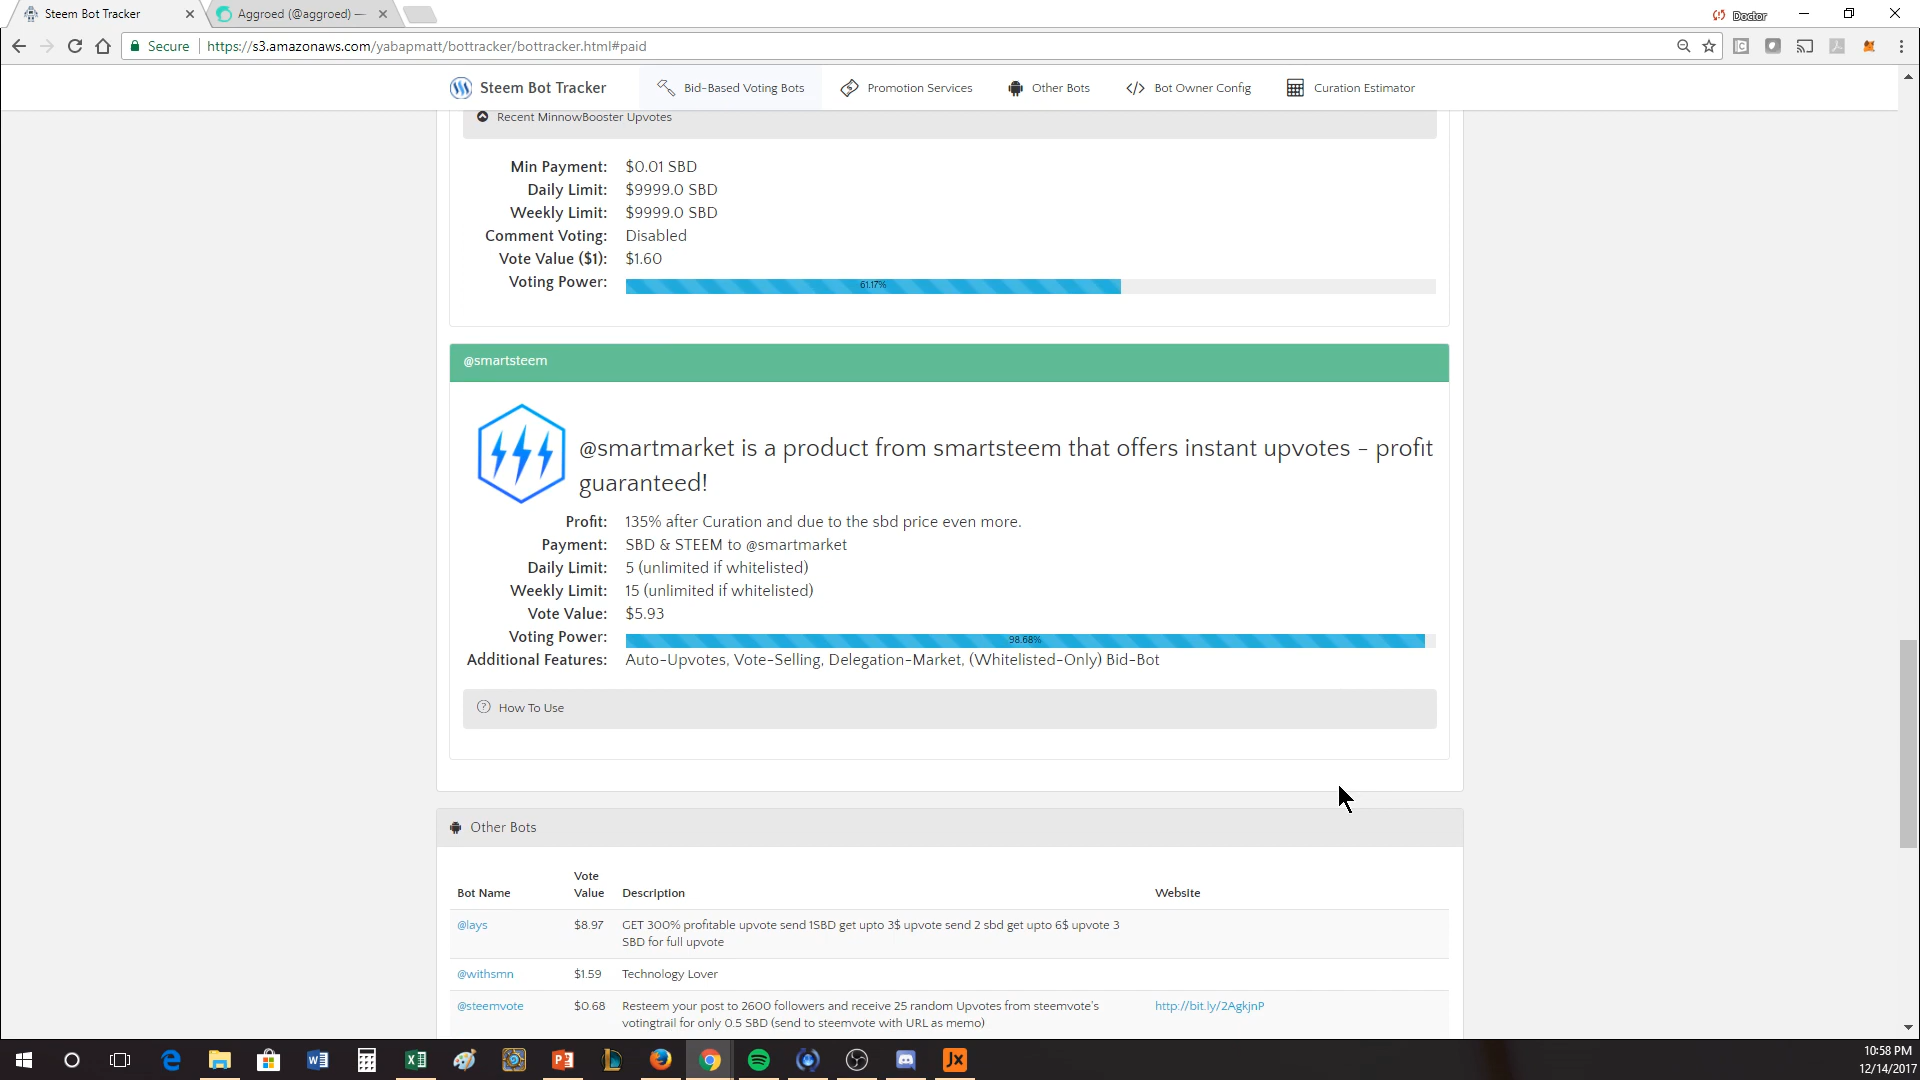 Steem Bot Tracker
Aggroed (@aggroed) —
Doctor
Secure
https://s3.amazonaws.com/yabapmatt/bottracker/bottracker.html#paid
Steem Bot Tracker
Bid-Based Voting Bots
Promotion Services
Other Bots
Bot Owner Config
Curation Estimator
Recent MinnowBooster Upvotes
Min Payment: $0.01 SBD
Daily Limit: $9999.0 SBD
Weekly Limit: $9999.0 SBD
Comment Voting: Disabled
Vote Value ($1): $1.60
Voting Power: 61.17%
@smartsteem
@smartmarket is a product from smartsteem that offers instant upvotes - profit
guaranteed!
Profit: 135% after Curation and due to the sbd price even more.
Payment: SBD & STEEM to @smartmarket
Daily Limit: 5 (unlimited if whitelisted)
Weekly Limit: 15 (unlimited if whitelisted)
Vote Value: $5.93
Voting Power: 98.68%
Additional Features: Auto-Upvotes, Vote-Selling, Delegation-Market, (Whitelisted-Only) Bid-Bot
How To Use
Other Bots
Vote
Bot Name Value Description Website
@lays $8.97 GET 300% profitable upvote send 1SBD get upto 3$ upvote send 2 sbd get upto 6$ upvote 3
SBD for full upvote
@withsmn $1.59 Technology Lover
@steemvote $0.68 Resteem your post to 2600 followers and receive 25 random Upvotes from steemvote's http://bit.ly/2AgkjnP
votingtrail for only 0.5 SBD (send to steemvote with URL as memo)
10:58 PM
12/14/2017